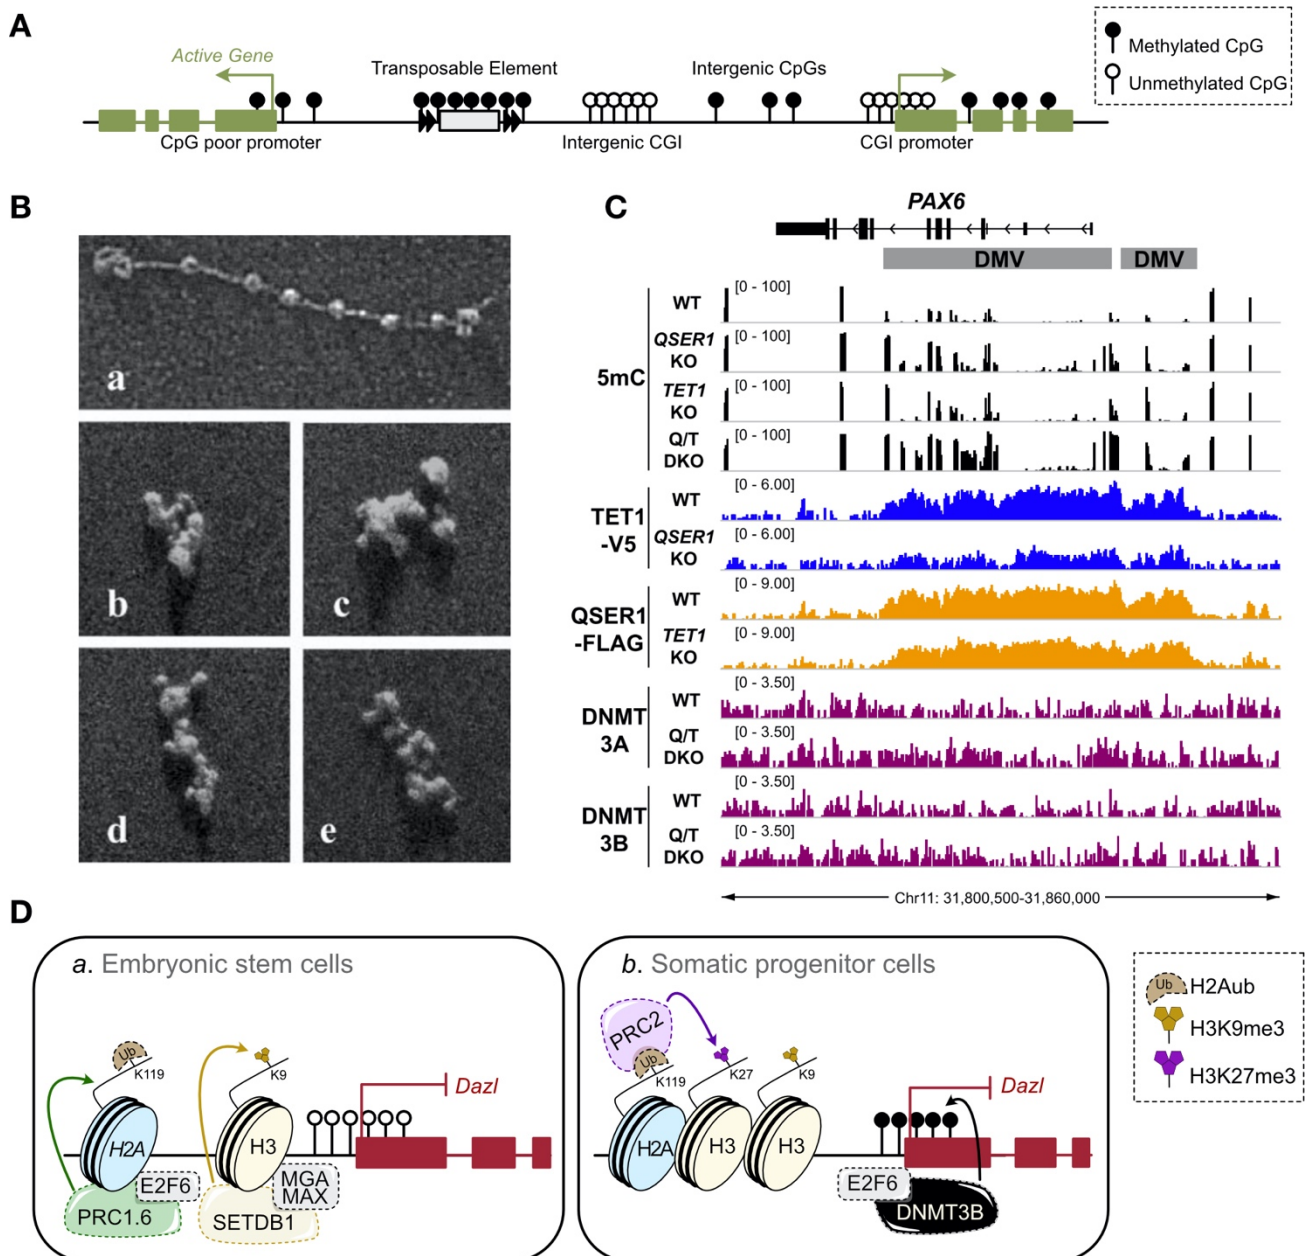 A
Active Gene
Transposable Element
Intergenic CpGs
Methylated CpG
Unmethylated CpG
CpG poor promoter
Intergenic CGI
CGI promoter
B
a
b
c
d
e
C
PAX6
DMV
DMV
5mC
WT
[0 - 100]
QSER1
KO
[0 - 100]
TET1
KO
[0 - 100]
Q/T
DKO
[0 - 100]
TET1
-V5
WT
[0 - 6.00]
QSER1
KO
[0 - 6.00]
QSER1
-FLAG
WT
[0 - 9.00]
TET1
KO
[0 - 9.00]
DNMT
3A
WT
[0 - 3.50]
Q/T
DKO
[0 - 3.50]
DNMT
3B
WT
[0 - 3.50]
Q/T
DKO
[0 - 3.50]
Chr11: 31,800,500-31,860,000
D
a. Embryonic stem cells
Ub
K119
K9
H2A
H3
E2F6
MGA
MAX
PRC1.6
SETDB1
Dazl
b. Somatic progenitor cells
PRC2
Ub
K119
K27
K9
H2A
H3
H3
E2F6
DNMT3B
Dazl
Ub
H2Aub
H3K9me3
H3K27me3